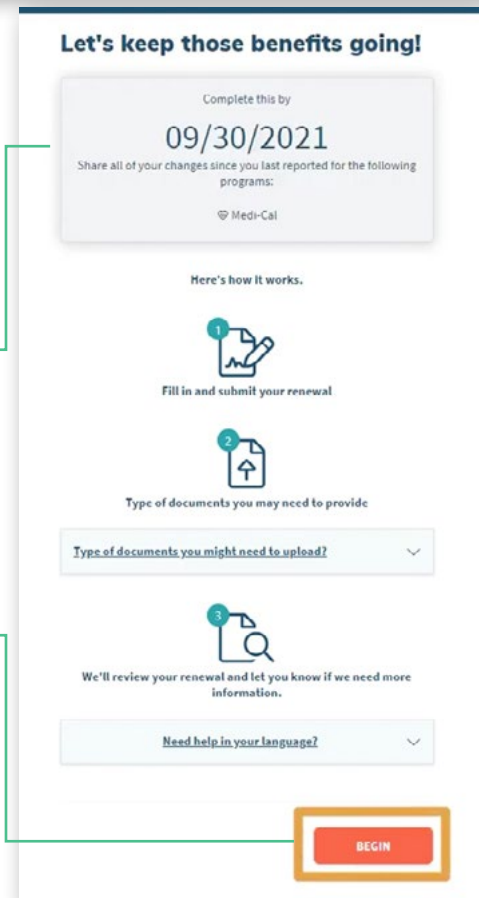 Let's keep those benefits going!
Complete this by
09/30/2021
Share all of your changes since you last reported for the following
programs:
Medi-Cal
Here's how it works.
1
Fill in and submit your renewal
2
Type of documents you may need to provide
Type of documents you might need to upload?
3
We'll review your renewal and let you know if we need more
information.
Need help in your language?
BEGIN